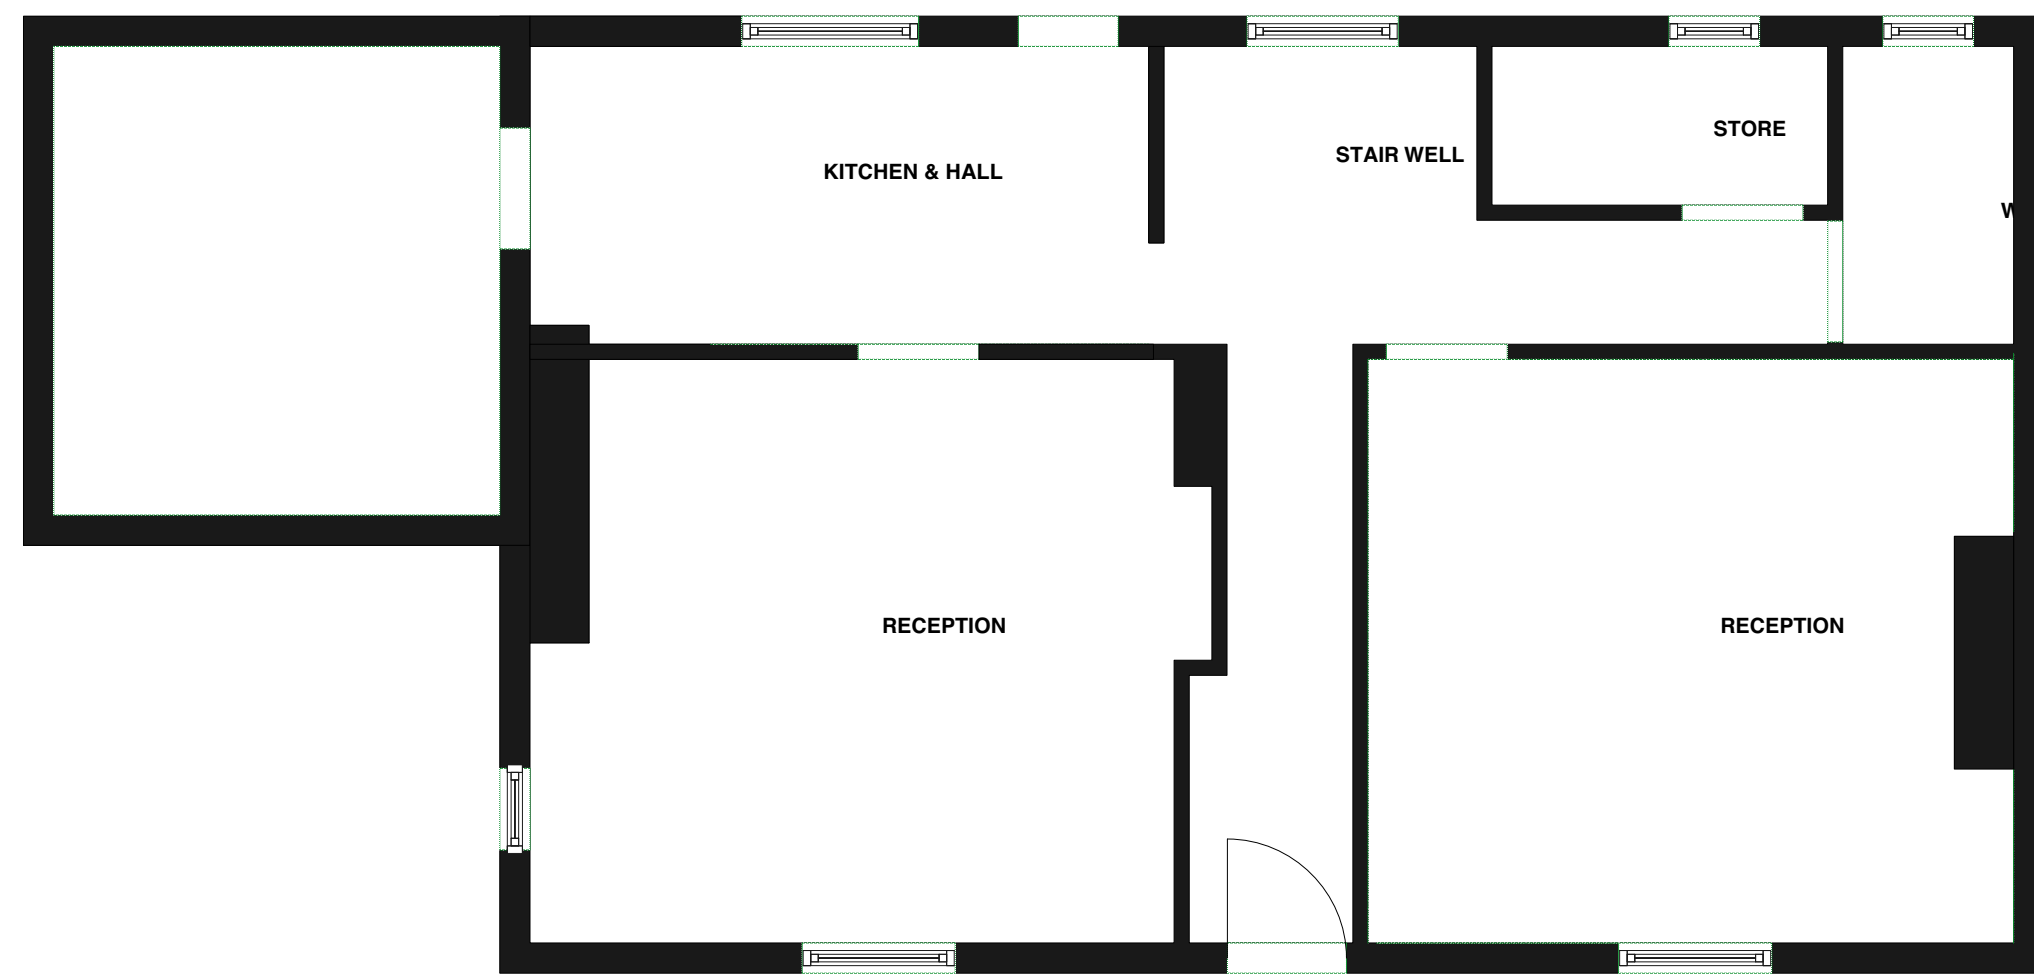 STORE
STAIR WELL
KITCHEN & HALL
RECEPTION
RECEPTION